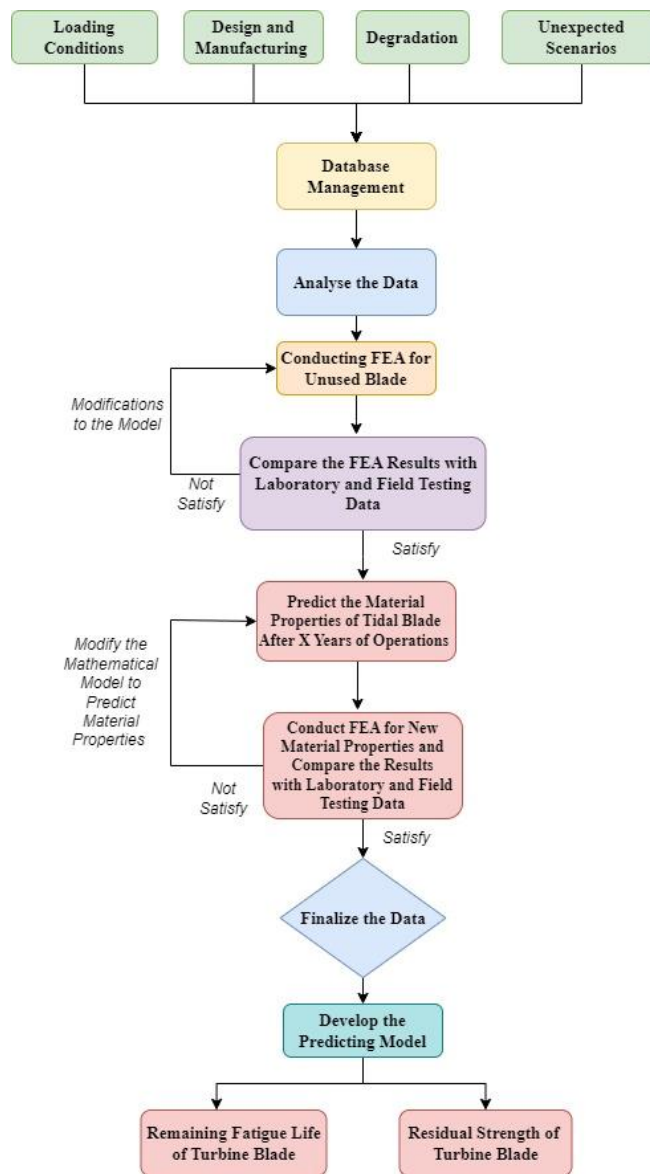 Loading
Conditions
Design and
Manufacturing
Degradation
Unexpected
Scenarios
Database
Management
Analyse the Data
Conducting FEA for
Unused Blade
Modifications
to the Model
Compare the FEA Results with
Laboratory and Field Testing
Data
Not
Satisfy
Satisfy
Predict the Material
Properties of Tidal Blade
After X Years of Operations
Modify the
Mathematical
Model to
Predict
Material
Properties
Conduct FEA for New
Material Properties and
Compare the Results
with Laboratory and Field
Testing Data
Not
Satisfy
Satisfy
Finalize the Data
Develop the
Predicting Model
Remaining Fatigue Life
of Turbine Blade
Residual Strength of
Turbine Blade